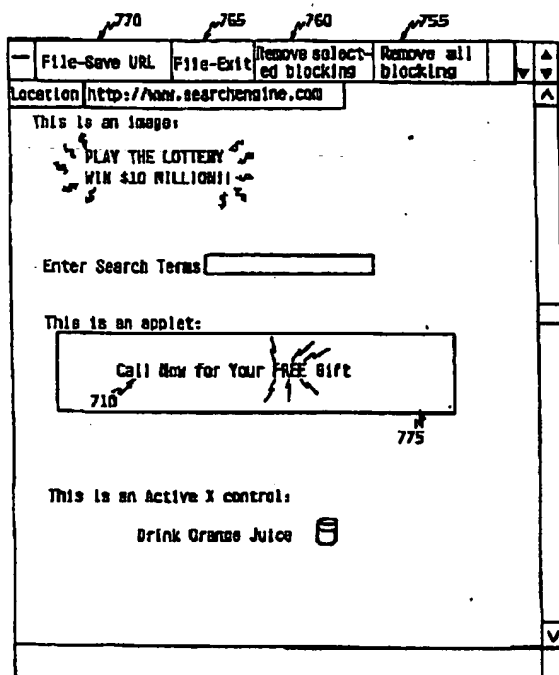 770 765 760 755
File-Save URL File-Exit Remove select-ed blocking Remove all blocking
Location http://www.searchengine.com
This is an image:
PLAY THE LOTTERY
WIN $10 MILLION!!
Enter Search Terms
This is an applet:
Call Now for Your FREE Gift
710
775
This is an Active X control:
Drink Orange Juice